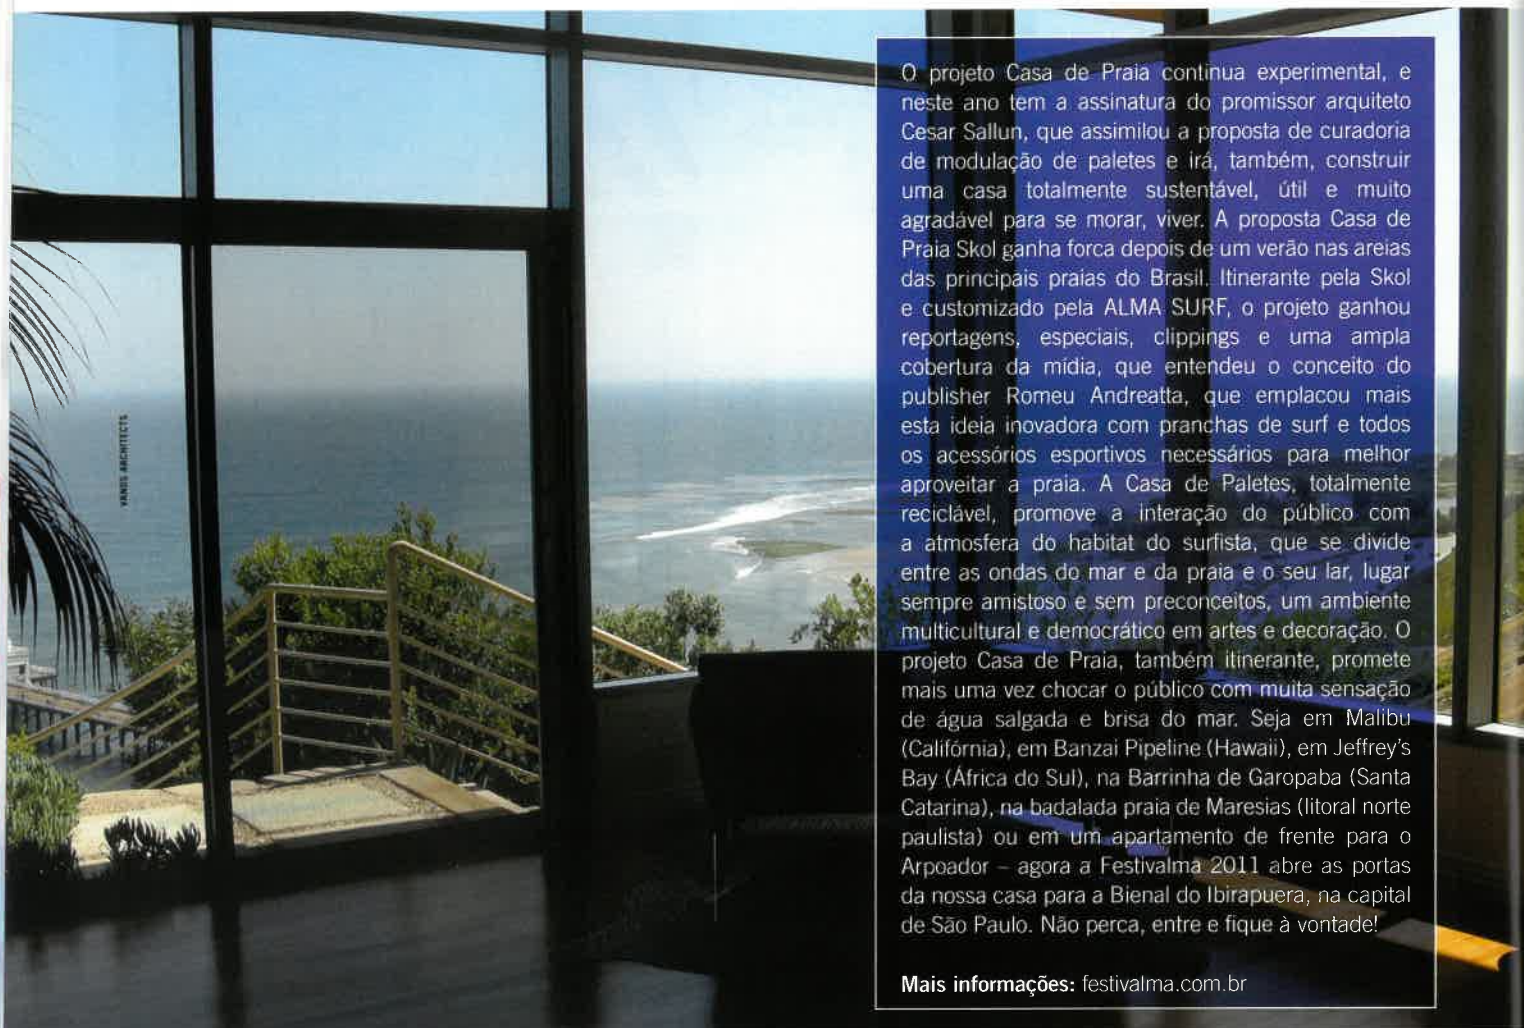 O projeto Casa de Praia continua experimental, e
neste ano tem a assinatura do promissor arquiteto
Cesar Sallun, que assimilou a proposta de curadoria
de modulação de paletes e irá, também, construir
uma casa totalmente sustentável, útil e muito
agradável para se morar, viver. A proposta Casa de
Praia Skol ganha forca depois de um verão nas areias
das principais praias do Brasil. Itinerante pela Skol
e customizado pela ALMA SURF, o projeto ganhou
reportagens, especiais, clippings e uma ampla
cobertura da mídia, que entendeu o conceito do
publisher Romeu Andreatta, que emplacou mais
esta ideia inovadora com pranchas de surf e todos
os acessórios esportivos necessários para melhor
aproveitar a praia. A Casa de Paletes, totalmente
reciclável, promove a interação do público com
a atmosfera do habitat do surfista, que se divide
entre as ondas do mar e da praia e o seu lar, lugar
sempre amistoso e sem preconceitos, um ambiente
multicultural e democrático em artes e decoração. O
projeto Casa de Praia, também itinerante, promete
mais uma vez chocar o público com muita sensação
de água salgada e brisa do mar. Seja em Malibu
(Califórnia), em Banzai Pipeline (Hawaii), em Jeffrey's
Bay (África do Sul), na Barrinha de Garopaba (Santa
Catarina), na badalada praia de Maresias (litoral norte
paulista) ou em um apartamento de frente para o
Arpoador – agora a Festivalma 2011 abre as portas
da nossa casa para a Bienal do Ibirapuera, na capital
de São Paulo. Não perca, entre e fique à vontade!
Mais informações: festivalma.com.br
VANOS ARCHITECTS